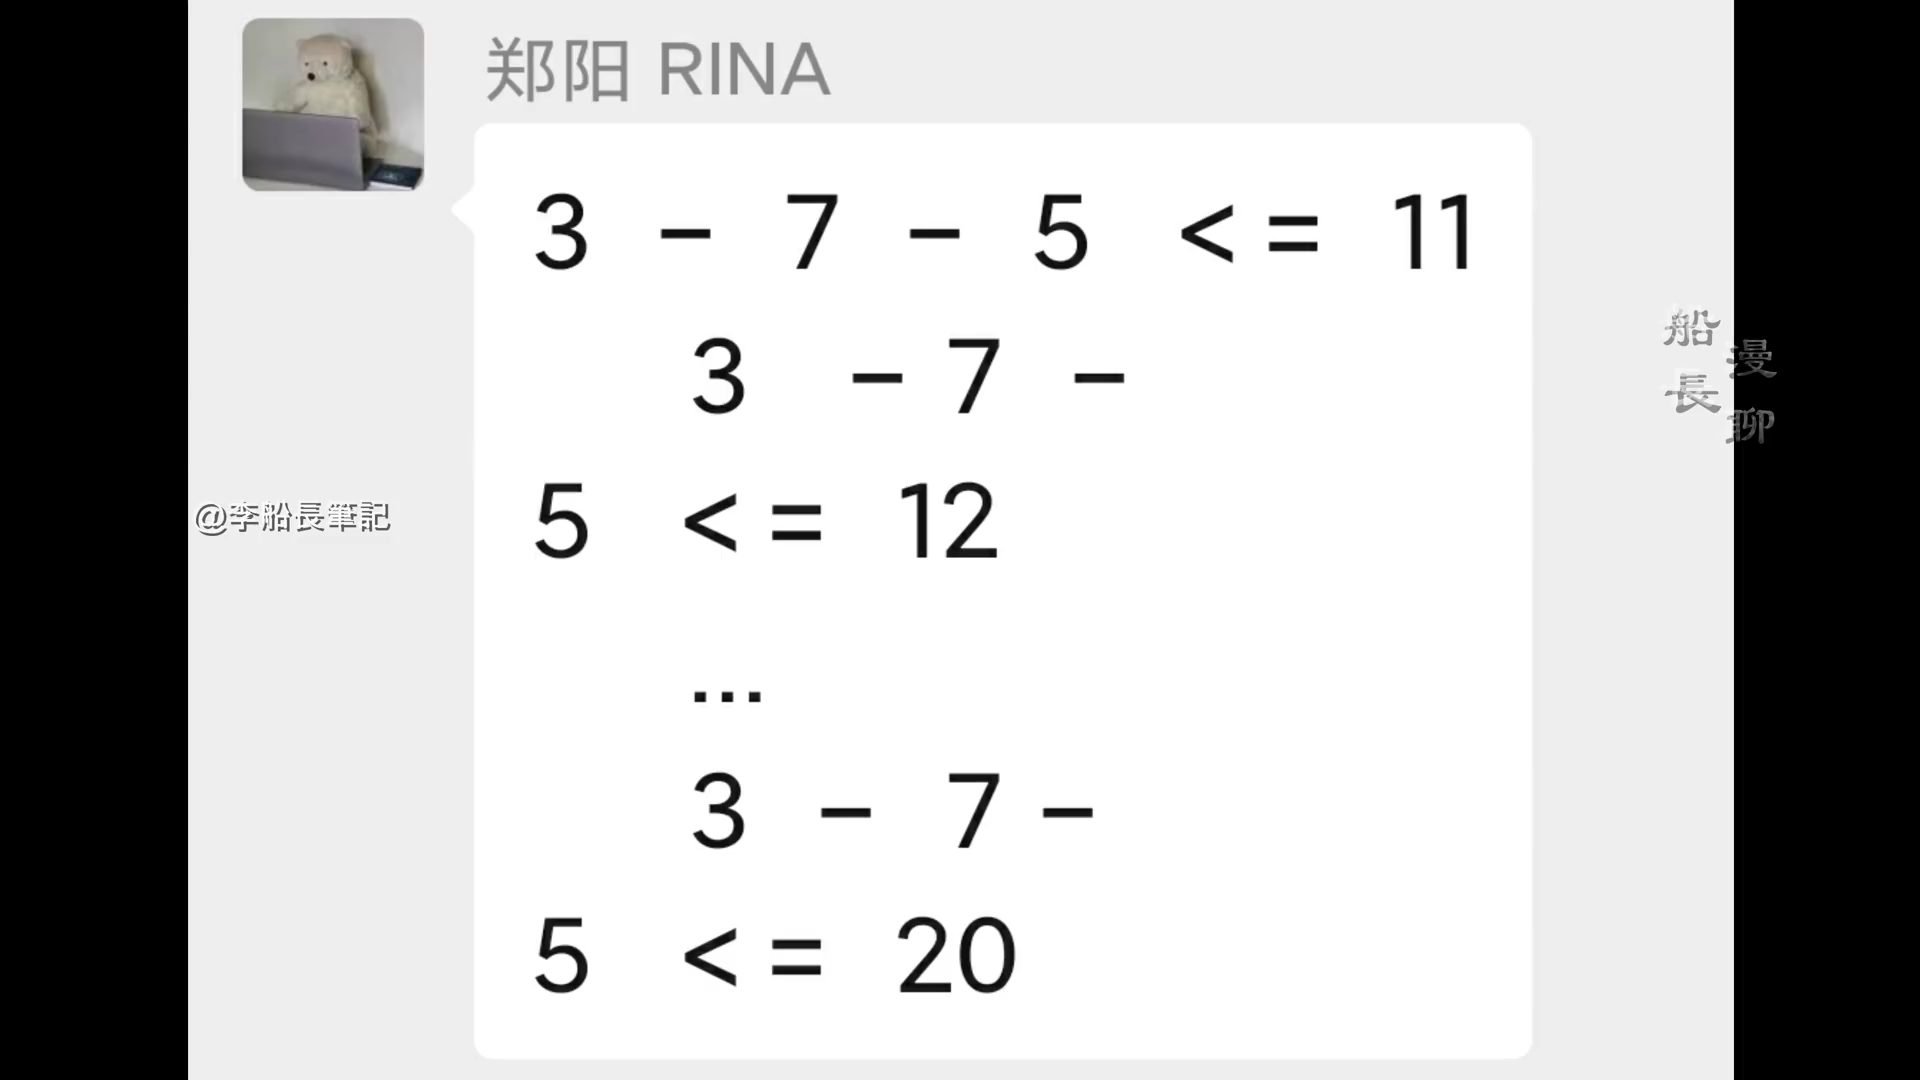 郑阳 RINA
3 - 7 - 5 <= 11
3 - 7 -
5 <= 12
...
3 - 7 -
5 <= 20
@李船長筆記
船長
漫聊